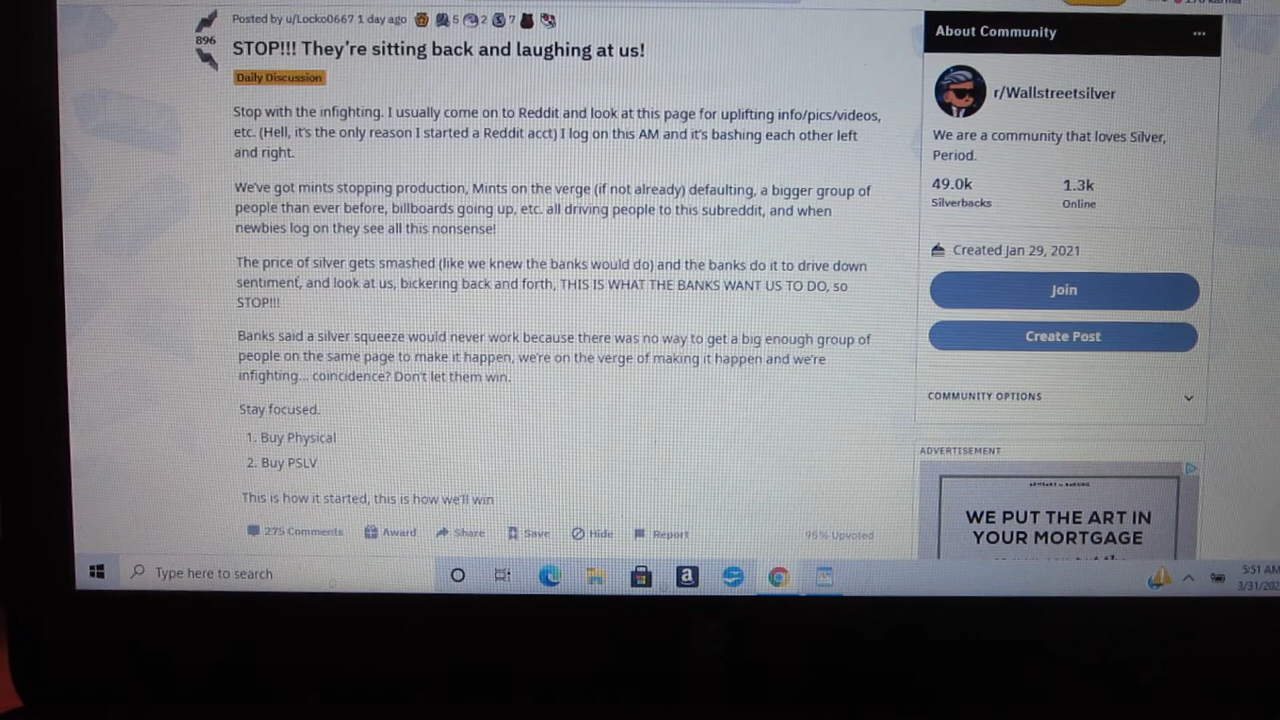 Posted by u/Locko0667 1 day ago
5 2 7
896
STOP!!! They're sitting back and laughing at us!
Daily Discussion
Stop with the infighting. I usually come on to Reddit and look at this page for uplifting info/pics/videos,
etc. (Hell, it's the only reason I started a Reddit acct) I log on this AM and it's bashing each other left
and right.
We've got mints stopping production, Mints on the verge (if not already) defaulting, a bigger group of
people than ever before, billboards going up, etc. all driving people to this subreddit, and when
newbies log on they see all this nonsense!
The price of silver gets smashed (like we knew the banks would do) and the banks do it to drive down
sentiment, and look at us, bickering back and forth, THIS IS WHAT THE BANKS WANT US TO DO, so
STOP!!!
Banks said a silver squeeze would never work because there was no way to get a big enough group of
people on the same page to make it happen, we're on the verge of making it happen and we're
infighting... coincidence? Don't let them win.
Stay focused.
1. Buy Physical
2. Buy PSLV
This is how it started, this is how we'll win
275 Comments Award Share Save Hide Report 95% Upvoted
About Community
r/Wallstreetsilver
We are a community that loves Silver,
Period.
49.0k 1.3k
Silverbacks Online
Created Jan 29, 2021
Join
Create Post
COMMUNITY OPTIONS
ADVERTISEMENT
WE PUT THE ART IN
YOUR MORTGAGE
Type here to search
a
5:51 AM
3/31/202